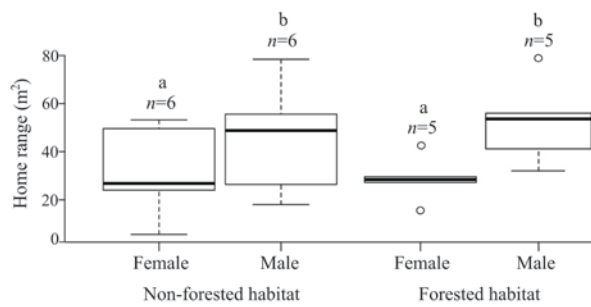 b
n=6
b
n=5
a
n=6
a
n=5
Home range (m²)
80
60
40
20
0
Female
Male
Female
Male
Non-forested habitat
Forested habitat